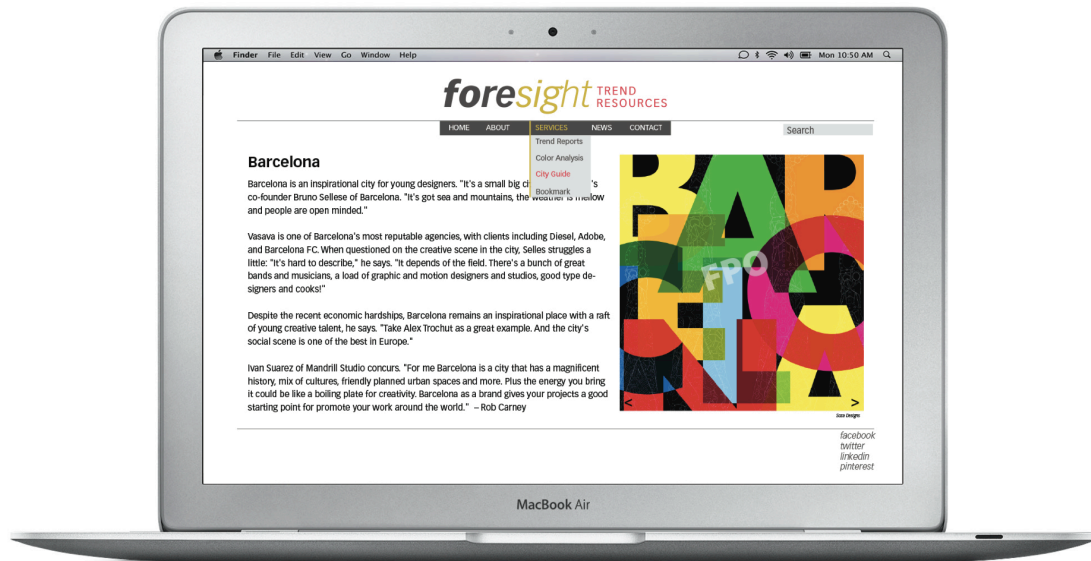 Finder File Edit View Go Window Help
Mon 10:50 AM
foresight TREND
RESOURCES
HOME ABOUT SERVICES NEWS CONTACT
Search
Trend Reports
Color Analysis
City Guide
Bookmark
Barcelona
Barcelona is an inspirational city for young designers. "It's a small big ci 's
co-founder Bruno Sellese of Barcelona. "It's got sea and mountains, the weather is mellow
and people are open minded."
Vasava is one of Barcelona's most reputable agencies, with clients including Diesel, Adobe,
and Barcelona FC. When questioned on the creative scene in the city, Selles struggles a
little: "It's hard to describe," he says. "It depends of the field. There's a bunch of great
bands and musicians, a load of graphic and motion designers and studios, good type de-
signers and cooks!"
Despite the recent economic hardships, Barcelona remains an inspirational place with a raft
of young creative talent, he says. "Take Alex Trochut as a great example. And the city's
social scene is one of the best in Europe."
Ivan Suarez of Mandrill Studio concurs. "For me Barcelona is a city that has a magnificent
history, mix of cultures, friendly planned urban spaces and more. Plus the energy you bring
it could be like a boiling plate for creativity. Barcelona as a brand gives your projects a good
starting point for promote your work around the world." – Rob Carney
BAR
CELONA
FPO
< >
facebook
twitter
linkedin
pinterest
MacBook Air